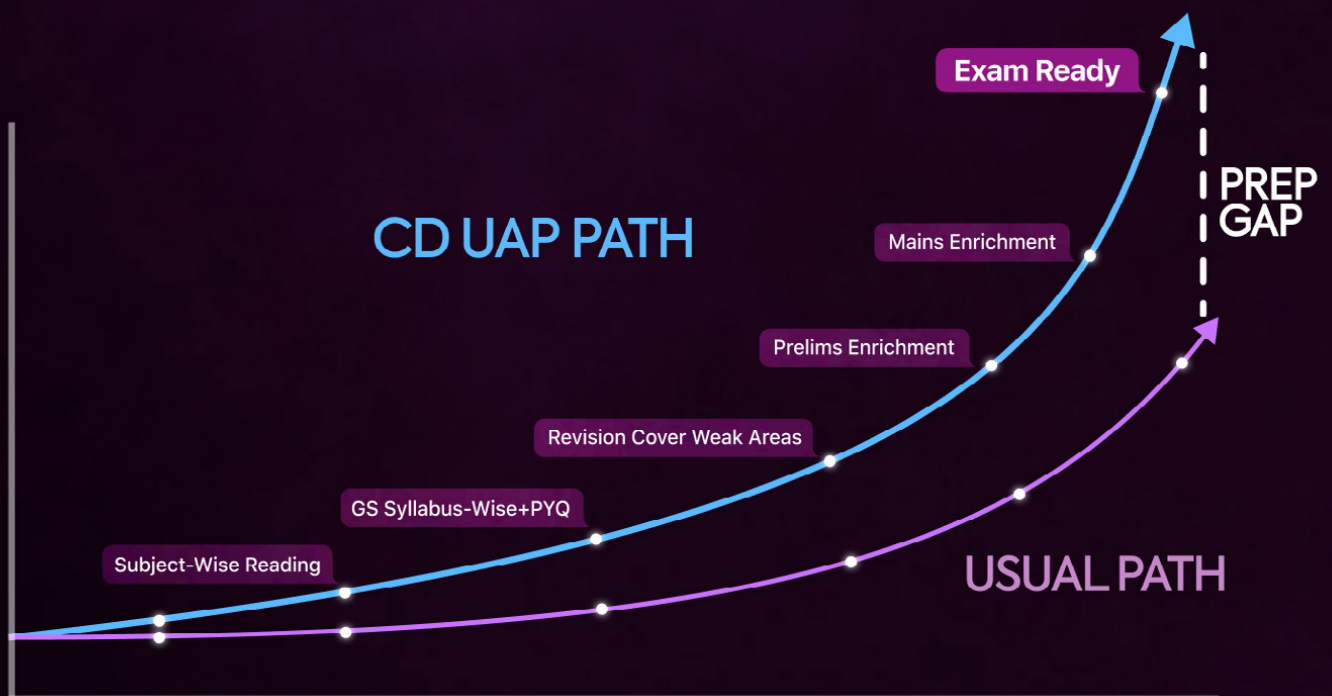 Exam Ready
PREP
GAP
CD UAP PATH
Mains Enrichment
Prelims Enrichment
Revision Cover Weak Areas
GS Syllabus-Wise+PYQ
Subject-Wise Reading
USUAL PATH